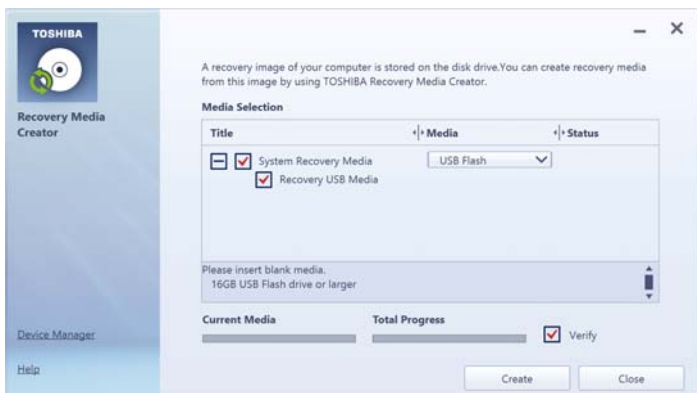 TOSHIBA
Recovery Media
Creator
Device Manager
Help
A recovery image of your computer is stored on the disk drive.You can create recovery media
from this image by using TOSHIBA Recovery Media Creator.
Media Selection
Title Media Status
System Recovery Media USB Flash
Recovery USB Media
Please insert blank media.
16GB USB Flash drive or larger
Current Media Total Progress
Verify
Create Close